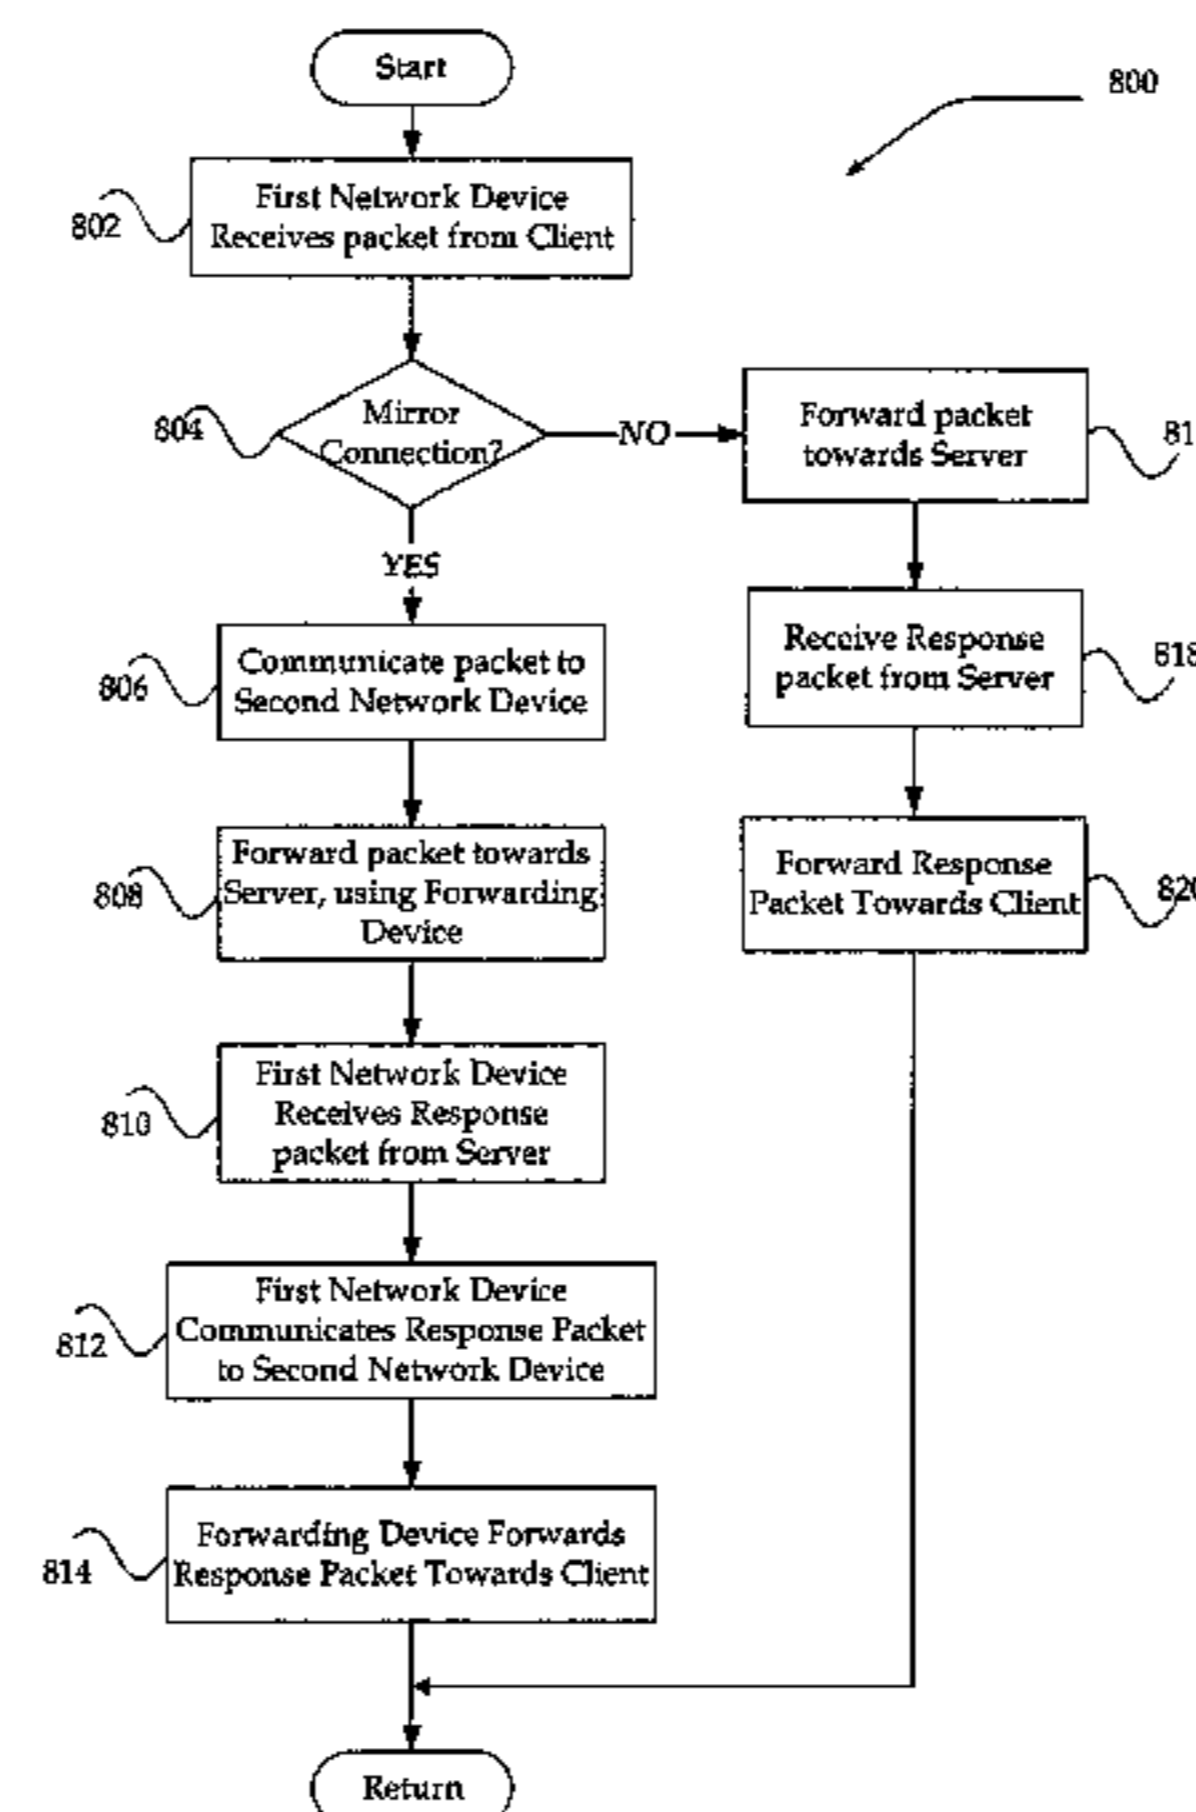 Start
800
First Network Device
Receives packet from Client
802
Mirror
Connection?
804
NO
Forward packet
towards Server
81
YES
Communicate packet to
Second Network Device
806
Receive Response
packet from Server
818
Forward packet towards
Server, using Forwarding
Device
808
Forward Response
Packet Towards Client
820
First Network Device
Receives Response
packet from Server
810
First Network Device
Communicates Response Packet
to Second Network Device
812
Forwarding Device Forwards
Response Packet Towards Client
814
Return